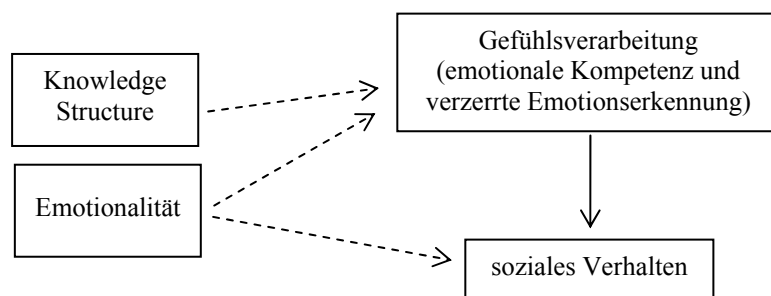 Gefühlsverarbeitung
(emotionale Kompetenz und
verzerrte Emotionserkennung)
Knowledge
Structure
Emotionalität
soziales Verhalten